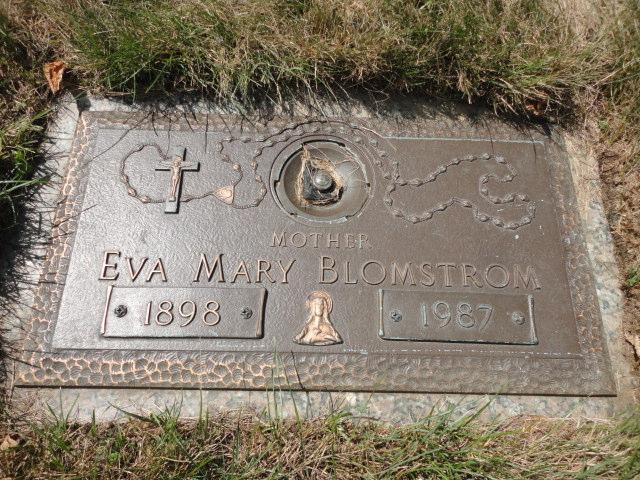 MOTHER
EVA MARY BLOMSTROM
1898 1987